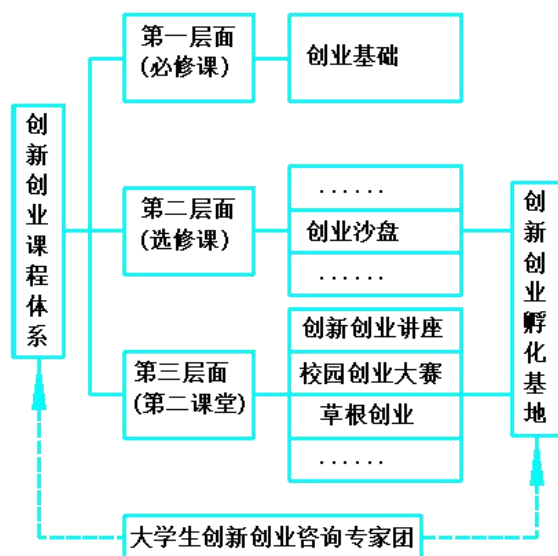 创新创业课程体系
第一层面
(必修课)
创业基础
第二层面
(选修课)
......
创业沙盘
......
第三层面
(第二课堂)
创新创业讲座
校园创业大赛
草根创业
......
创新创业孵化基地
大学生创新创业咨询专家团